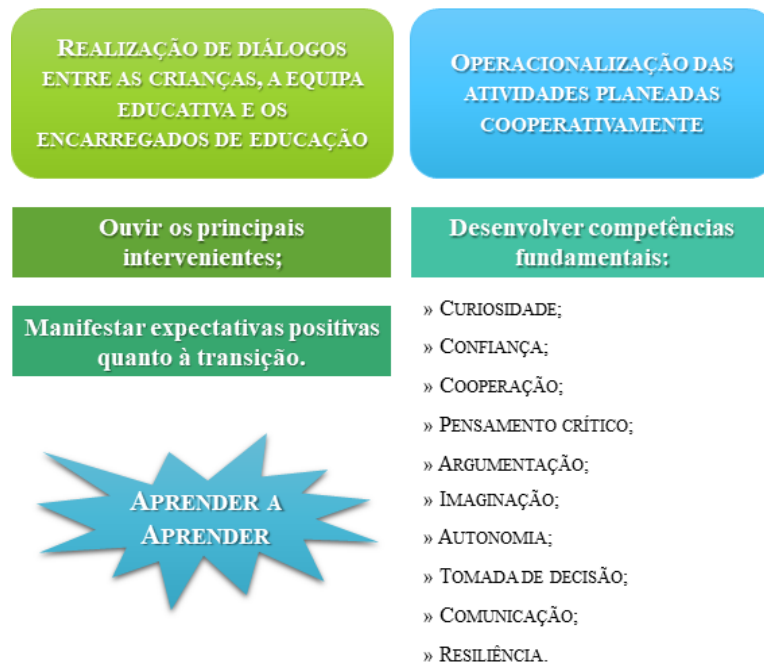 REALIZAÇÃO DE DIÁLOGOS
ENTRE AS CRIANÇAS, A EQUIPA
EDUCATIVA E OS
ENCARREGADOS DE EDUCAÇÃO
Ouvir os principais
intervenientes;
Manifestar expectativas positivas
quanto à transição.
APRENDER A
APRENDER
OPERACIONALIZAÇÃO DAS
ATIVIDADES PLANEADAS
COOPERATIVAMENTE
Desenvolver competências
fundamentais:
» CURIOSIDADE;
» CONFIANÇA;
» COOPERAÇÃO;
» PENSAMENTO CRÍTICO;
» ARGUMENTAÇÃO;
» IMAGINAÇÃO;
» AUTONOMIA;
» TOMADA DE DECISÃO;
» COMUNICAÇÃO;
» RESILIÊNCIA.